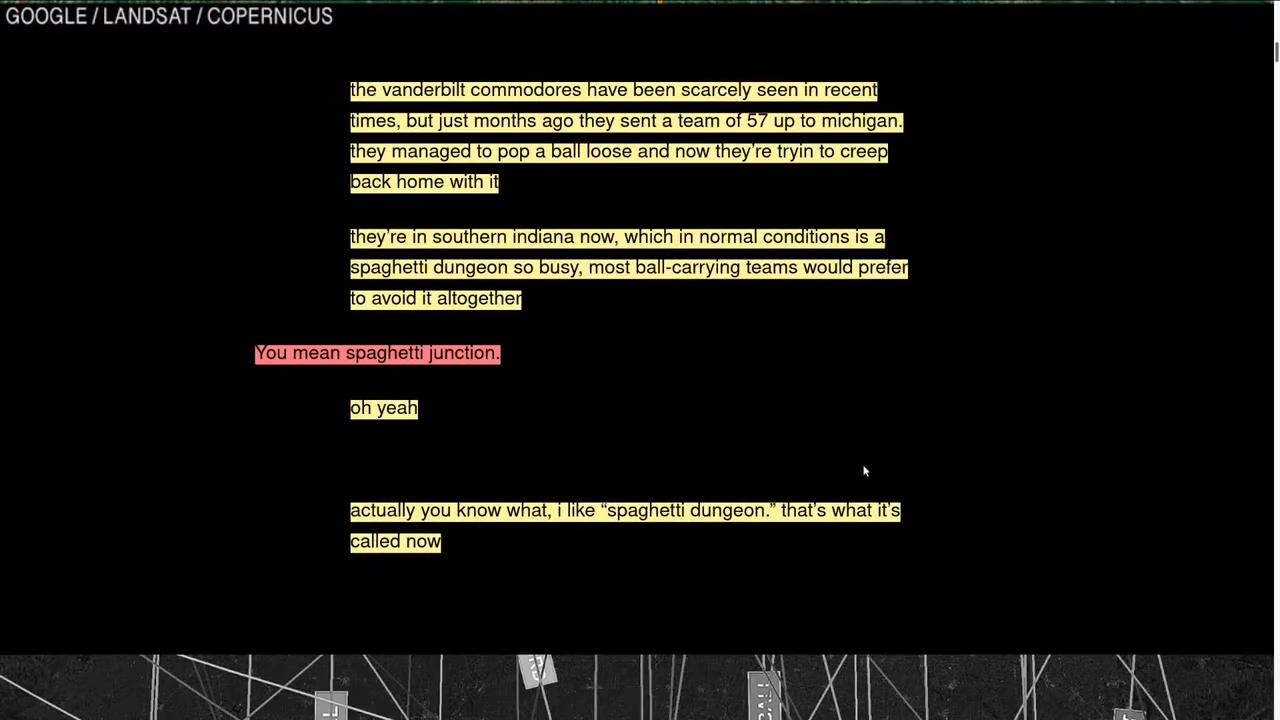 GOOGLE / LANDSAT / COPERNICUS
the vanderbilt commodores have been scarcely seen in recent
times, but just months ago they sent a team of 57 up to michigan.
they managed to pop a ball loose and now they’re tryin to creep
back home with it
they’re in southern indiana now, which in normal conditions is a
spaghetti dungeon so busy, most ball-carrying teams would prefer
to avoid it altogether
You mean spaghetti junction.
oh yeah
actually you know what, i like “spaghetti dungeon.” that’s what it’s
called now